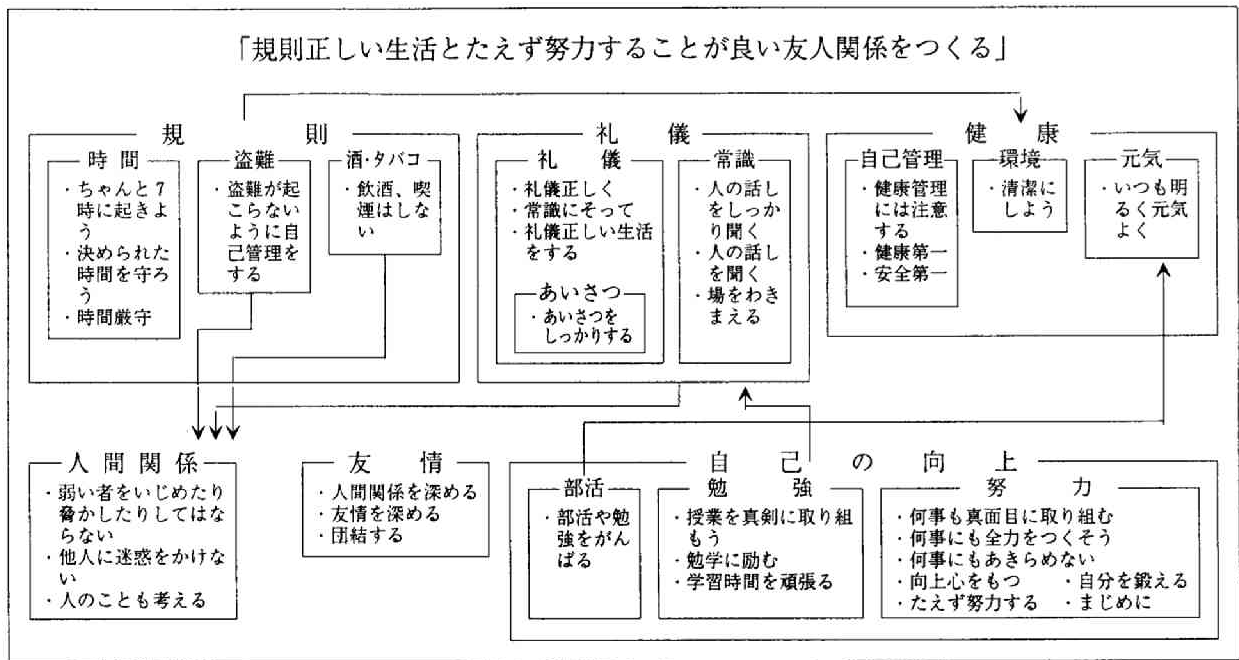 「規則正しい生活とたえず努力することが良い友人関係をつくる」
規 則
時間
・ちゃんと7
時に起きよ
う
・決められた
時間を守ろ
う
・時間厳守
盗難
・盗難が起
こらない
ように自
己管理を
する
酒・タバコ
・飲酒、喫
煙はしな
い
礼 儀
礼 儀
・礼儀正しく
・常識にそって
・礼儀正しい生活
をする
あいさつ
・あいさつを
しっかりする
常識
・人の話し
をしっか
り聞く
・人の話し
を聞く
・場をわき
まえる
健 康
自己管理
・健康管理
には注意
する
・健康第一
・安全第一
環境
・清潔に
しよう
元気
・いつも明
るく元気
よく
人間関係
・弱い者をいじめたり
脅かしたりしてはな
らない
・他人に迷惑をかけな
い
・人のことも考える
友 情
・人間関係を深める
・友情を深める
・団結する
自 己 の 向 上
部活
・部活や勉
強をがん
ばる
勉 強
・授業を真剣に取り組
もう
・勉学に励む
・学習時間を頑張る
努 力
・何事も真面目に取り組む
・何事にも全力をつくそう
・何事にもあきらめない
・向上心をもつ ・自分を鍛える
・たえず努力する ・まじめに